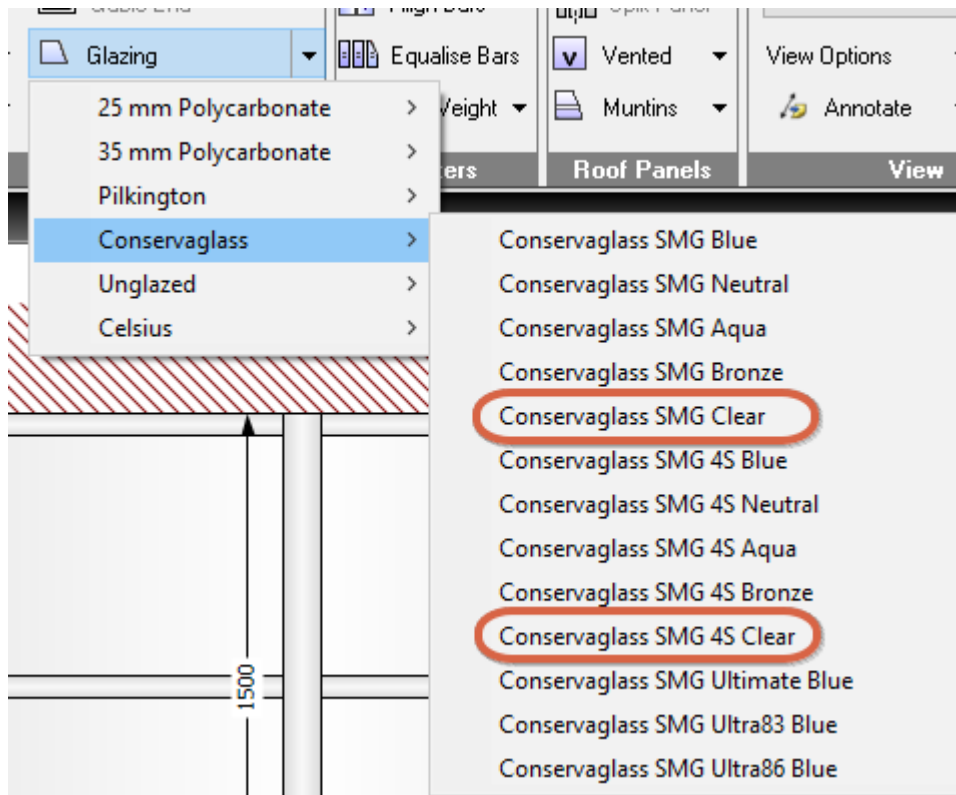 Glazing
Equalise Bars
Vented
View Options
25 mm Polycarbonate
Muntins
Annotate
35 mm Polycarbonate
Roof Panels
View
Pilkington
Conservaglass
Unglazed
Celsius
Conservaglass SMG Blue
Conservaglass SMG Neutral
Conservaglass SMG Aqua
Conservaglass SMG Bronze
Conservaglass SMG Clear
Conservaglass SMG 4S Blue
Conservaglass SMG 4S Neutral
Conservaglass SMG 4S Aqua
Conservaglass SMG 4S Bronze
Conservaglass SMG 4S Clear
Conservaglass SMG Ultimate Blue
Conservaglass SMG Ultra83 Blue
Conservaglass SMG Ultra86 Blue
1500